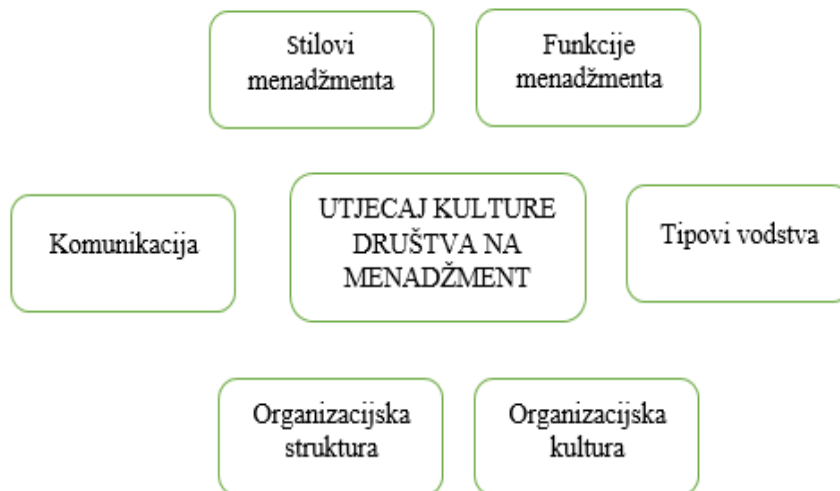 Stilovi
menadžmenta
Funkcije
menadžmenta
Komunikacija
UTJECAJ KULTURE
DRUŠTVA NA
MENADŽMENT
Tipovi vodstva
Organizacijska
struktura
Organizacijska
kultura